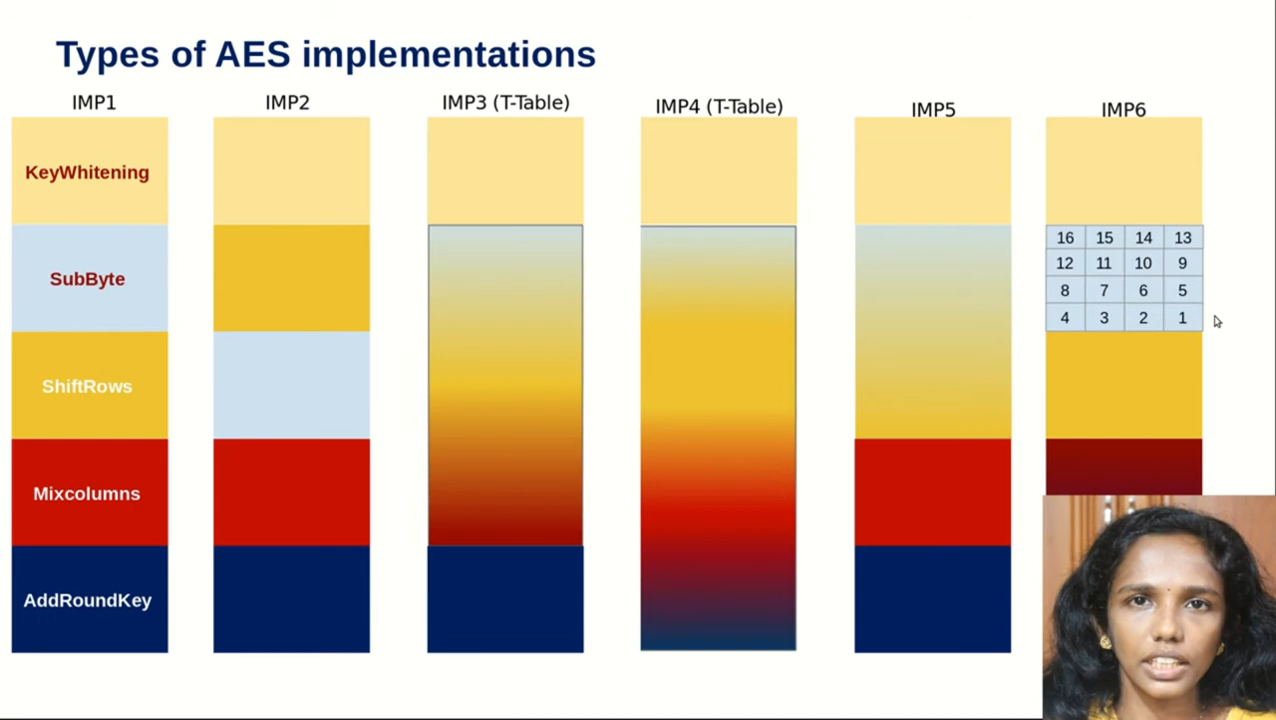 Types of AES implementations
IMP1 IMP2 IMP3 (T-Table) IMP4 (T-Table) IMP5 IMP6
KeyWhitening
SubByte
ShiftRows
Mixcolumns
AddRoundKey
16 15 14 13
12 11 10 9
8 7 6 5
4 3 2 1